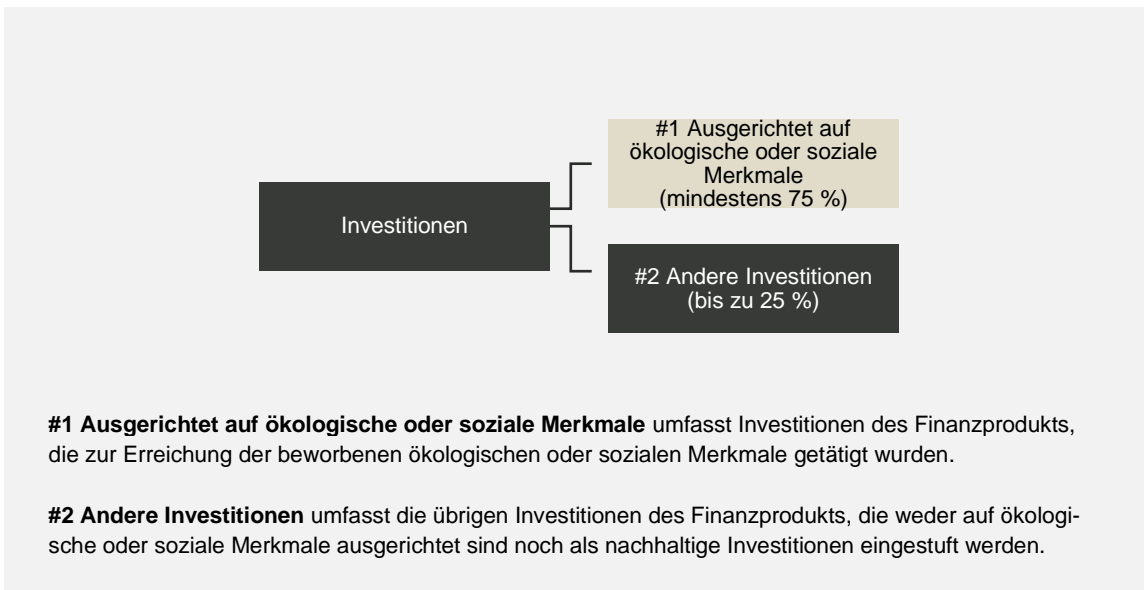 #1 Ausgerichtet auf
ökologische oder soziale
Merkmale
(mindestens 75 %)
Investitionen
#2 Andere Investitionen
(bis zu 25 %)
#1 Ausgerichtet auf ökologische oder soziale Merkmale umfasst Investitionen des Finanzprodukts,
die zur Erreichung der beworbenen ökologischen oder sozialen Merkmale getätigt wurden.
#2 Andere Investitionen umfasst die übrigen Investitionen des Finanzprodukts, die weder auf ökologi-
sche oder soziale Merkmale ausgerichtet sind noch als nachhaltige Investitionen eingestuft werden.